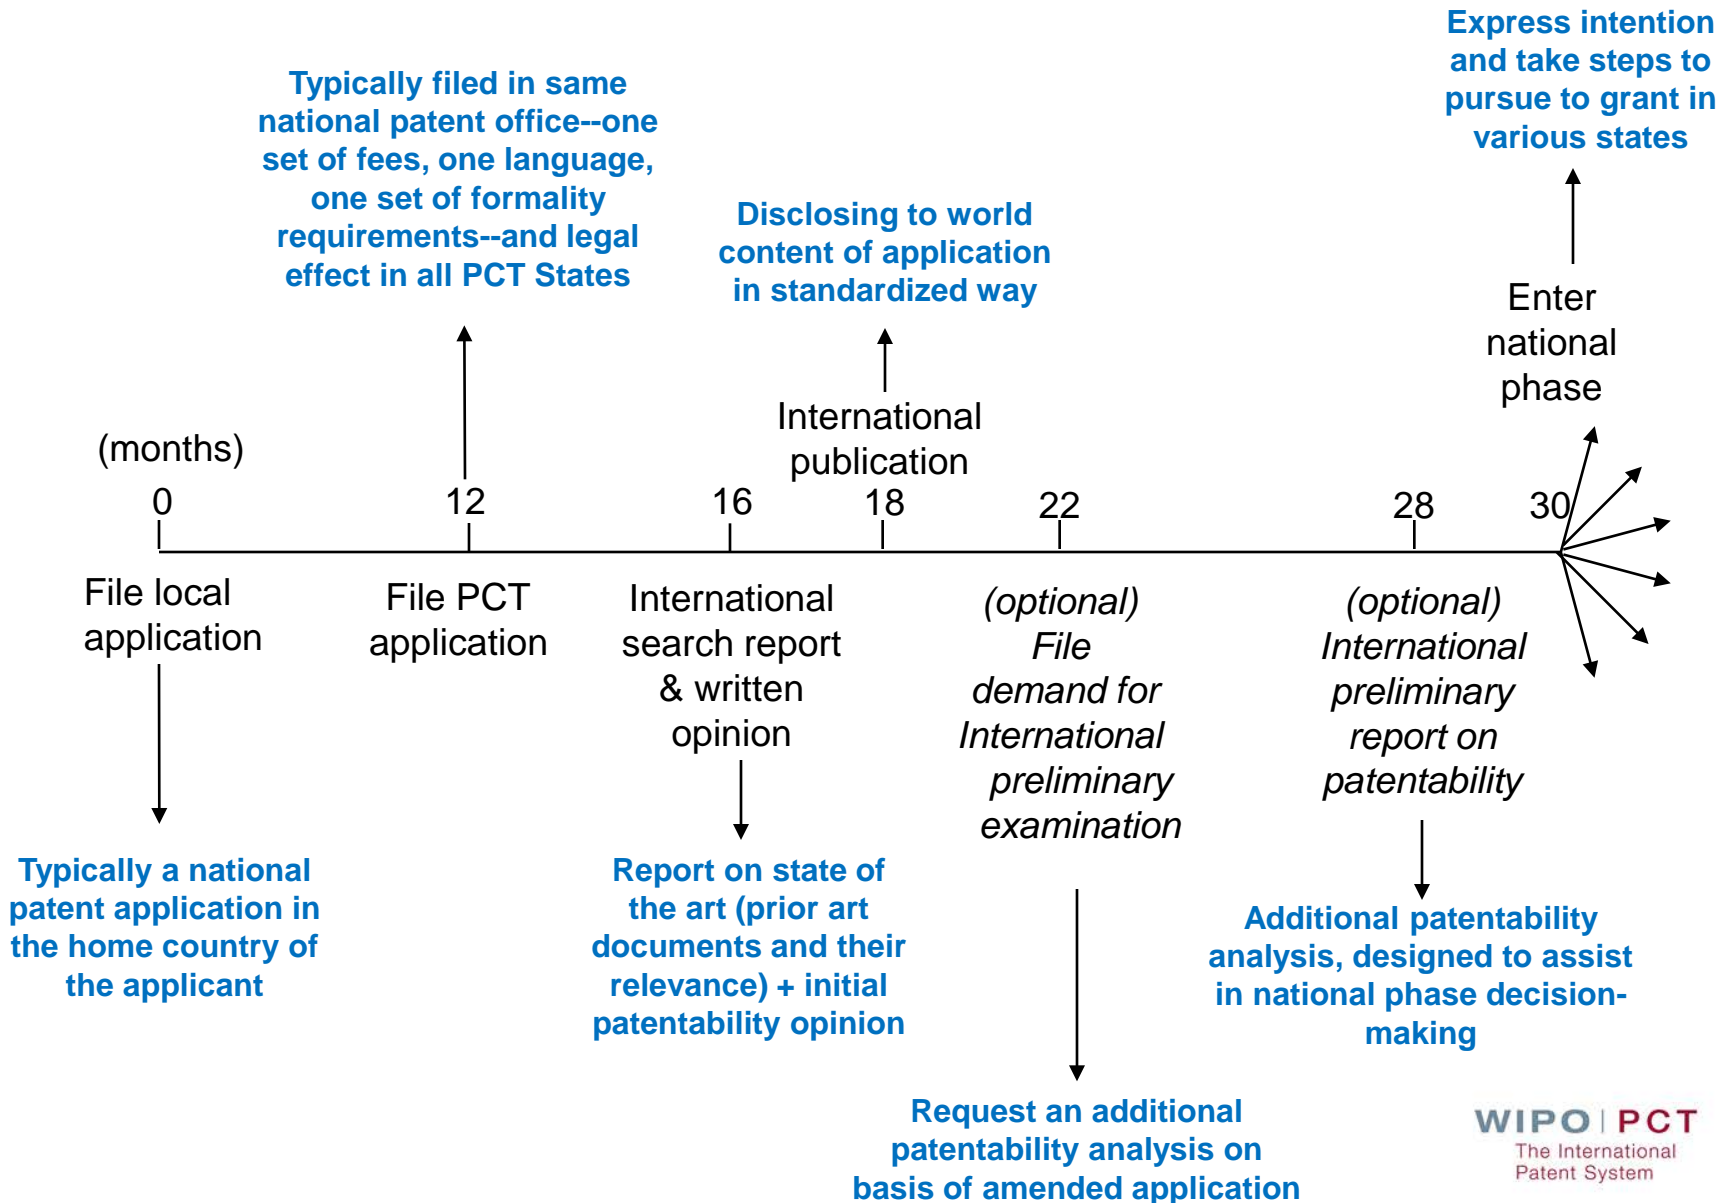 Express intention
and take steps to
pursue to grant in
various states
Typically filed in same
national patent office--one
set of fees, one language,
one set of formality
requirements--and legal
effect in all PCT States
Disclosing to world
content of application
in standardized way
Enter
national
phase
International
publication
(months)
0
12
16
18
22
28
30
File local
application
File PCT
application
International
search report
& written
opinion
(optional)
File
demand for
International
preliminary
examination
(optional)
International
preliminary
report on
patentability
Typically a national
patent application in
the home country of
the applicant
Report on state of
the art (prior art
documents and their
relevance) + initial
patentability opinion
Additional patentability
analysis, designed to assist
in national phase decision-
making
Request an additional
patentability analysis on
basis of amended application
WIPO | PCT
The International
Patent System